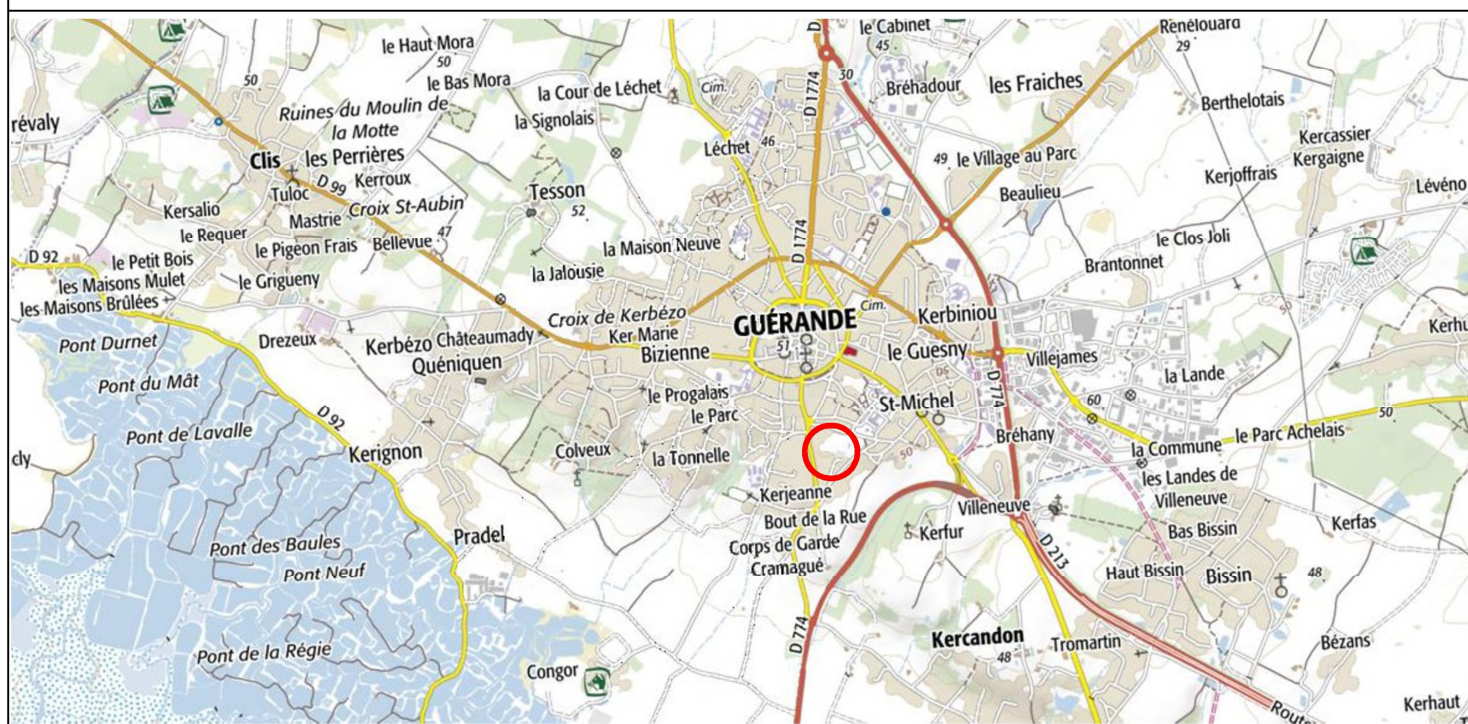 le Haut Mora
50
le Bas Mora
50
Ruines du Moulin de
la Motte
la Cour de Léchet
la Signolais
Cim.
Léchet
46
D 1774
D
30
le Cabinet
45
Bréhadour
les Fraiches
Renélouard
29
Berthelotais
Kercassier
Kergaigne
Kerjoffrais
Lévéno
49
le Village au Parc
Beaulieu
le Clos Joli
Brantonnet
50
révaly
Clis
les Perrières
Tuloc
D 99
Kerroux
Kersalio
Mastrie
Croix St-Aubin
le Requer
le Pigeon Frais
Bellevue
47
Tesson
52
la Maison Neuve
la Jalousie
D 1774
D 92
le Petit Bois
les Maisons Mulet
le Grigueny
les Maisons Brûlées
Croix de Kerbézo
GUÉRANDE
Cim.
Kerbiniou
Pont Durnet
Drezeux
Kerbézo
Châteaumady
Ker Marie
Quéniquen
Bizienne
le Guesny
Villejames
Kerhu
Pont du Mât
le Progalais
le Parc
St-Michel
D 774
la Lande
60
50
D 92
Pont de Lavalle
Kerignon
Colveux
la Tonnelle
50
Bréhany
la Commune
le Parc Achelais
cly
les Landes de
Villeneuve
Kerjeanne
Villeneuve
Bout de la Rue
Kerfur
Bas Bissin
Kerfas
Pont des Baules
Pradel
Corps de Garde
Cramagué
D 213
Haut Bissin
Bissin
48
Pont Neuf
D 774
Kercandon
48
Tromartin
Bézans
Pont de la Régie
Congor
Route
Kerhaut